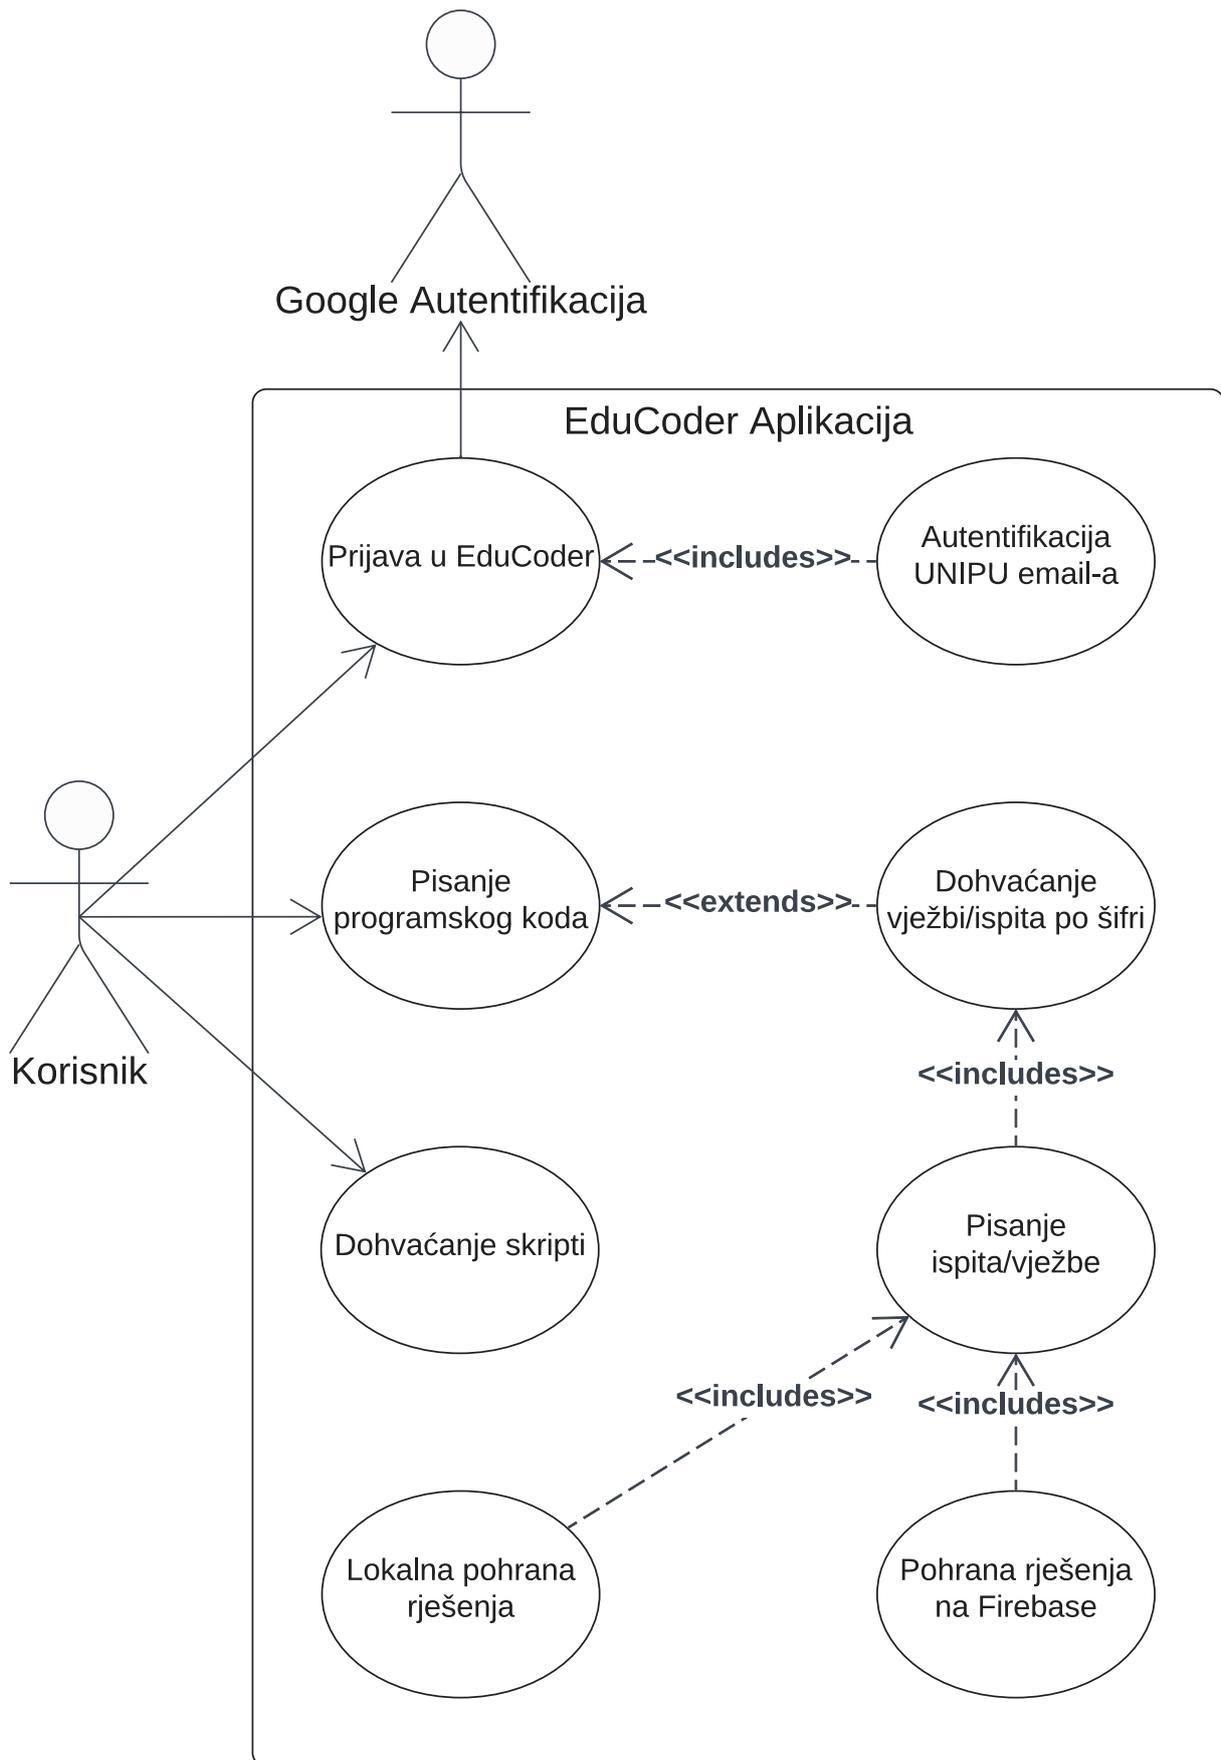 Google Autentifikacija
EduCoder Aplikacija
Prijava u EduCoder
<<includes>>
Autentifikacija
UNIPU email-a
Korisnik
Pisanje
programskog koda
<<extends>>
Dohvaćanje
vježbi/ispita po šifri
<<includes>>
Dohvaćanje skripti
Pisanje
ispita/vježbe
<<includes>>
<<includes>>
Lokalna pohrana
rješenja
Pohrana rješenja
na Firebase